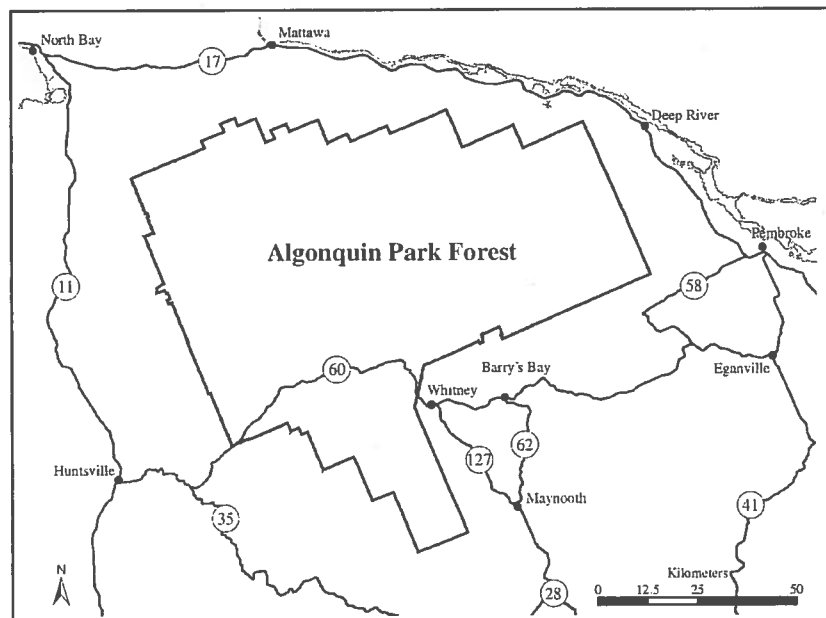 North Bay
Mattawa
17
Deep River
Pembroke
Algonquin Park Forest
11
58
60
Barry's Bay
Eganville
Whitney
62
127
Huntsville
Maynooth
41
35
N
Kilometers
28
0 12.5 25 50